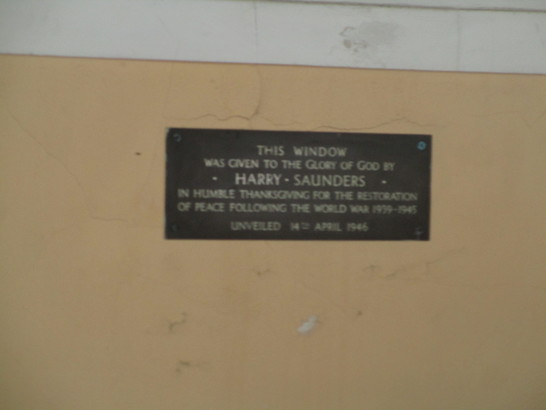 THIS WINDOW
WAS GIVEN TO THE GLORY OF GOD BY
- HARRY - SAUNDERS -
IN HUMBLE THANKSGIVING FOR THE RESTORATION
OF PEACE FOLLOWING THE WORLD WAR 1939-1945
UNVEILED 14TH APRIL 1946